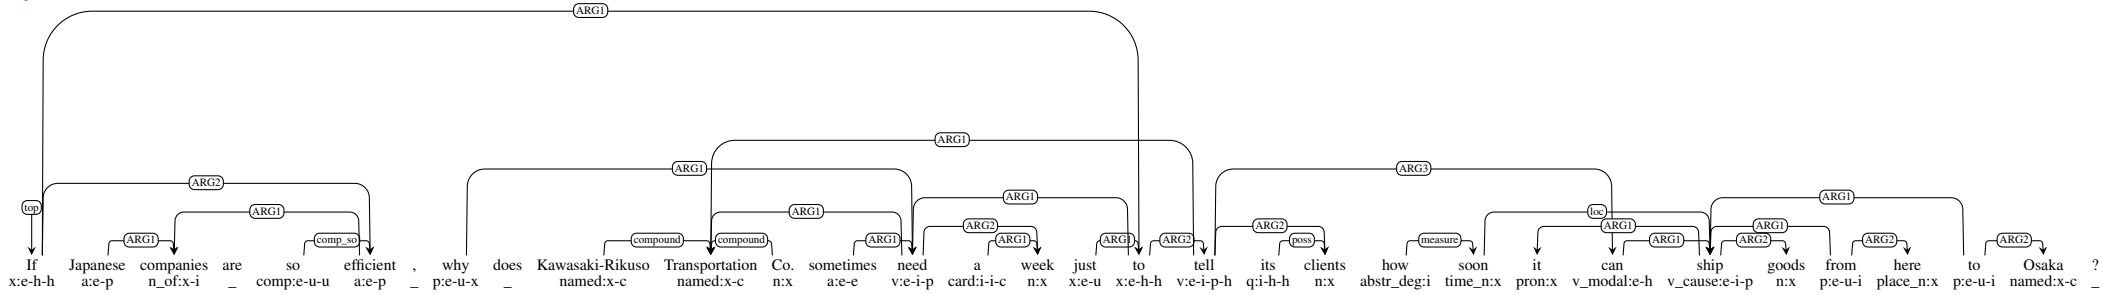 ARG1
ARG1
ARG2 ARG1 ARG3
top ARG1 ARG1 ARG1 loc ARG1
ARG1 comp_so compound compound ARG1 ARG2 ARG1 ARG1 ARG2 ARG2 poss measure ARG1 ARG1 ARG1 ARG2 ARG2 ARG2
If Japanese companies are so efficient , why does Kawasaki-Rikuso Transportation Co. sometimes need a week just to tell its clients how soon it can ship goods from here to Osaka ?
x:e-h-h a:e-p n_of:x-i _ comp:e-u-u a:e-p _ p:e-u-x _ named:x-c named:x-c n:x a:e-e v:e-i-p card:i-i-c n:x x:e-u x:e-h-h v:e-i-p-h q:i-h-h n:x abstr_deg:i time_n:x pron:x v_modal:e-h v_cause:e-i-p n:x p:e-u-i place_n:x p:e-u-i named:x-c _